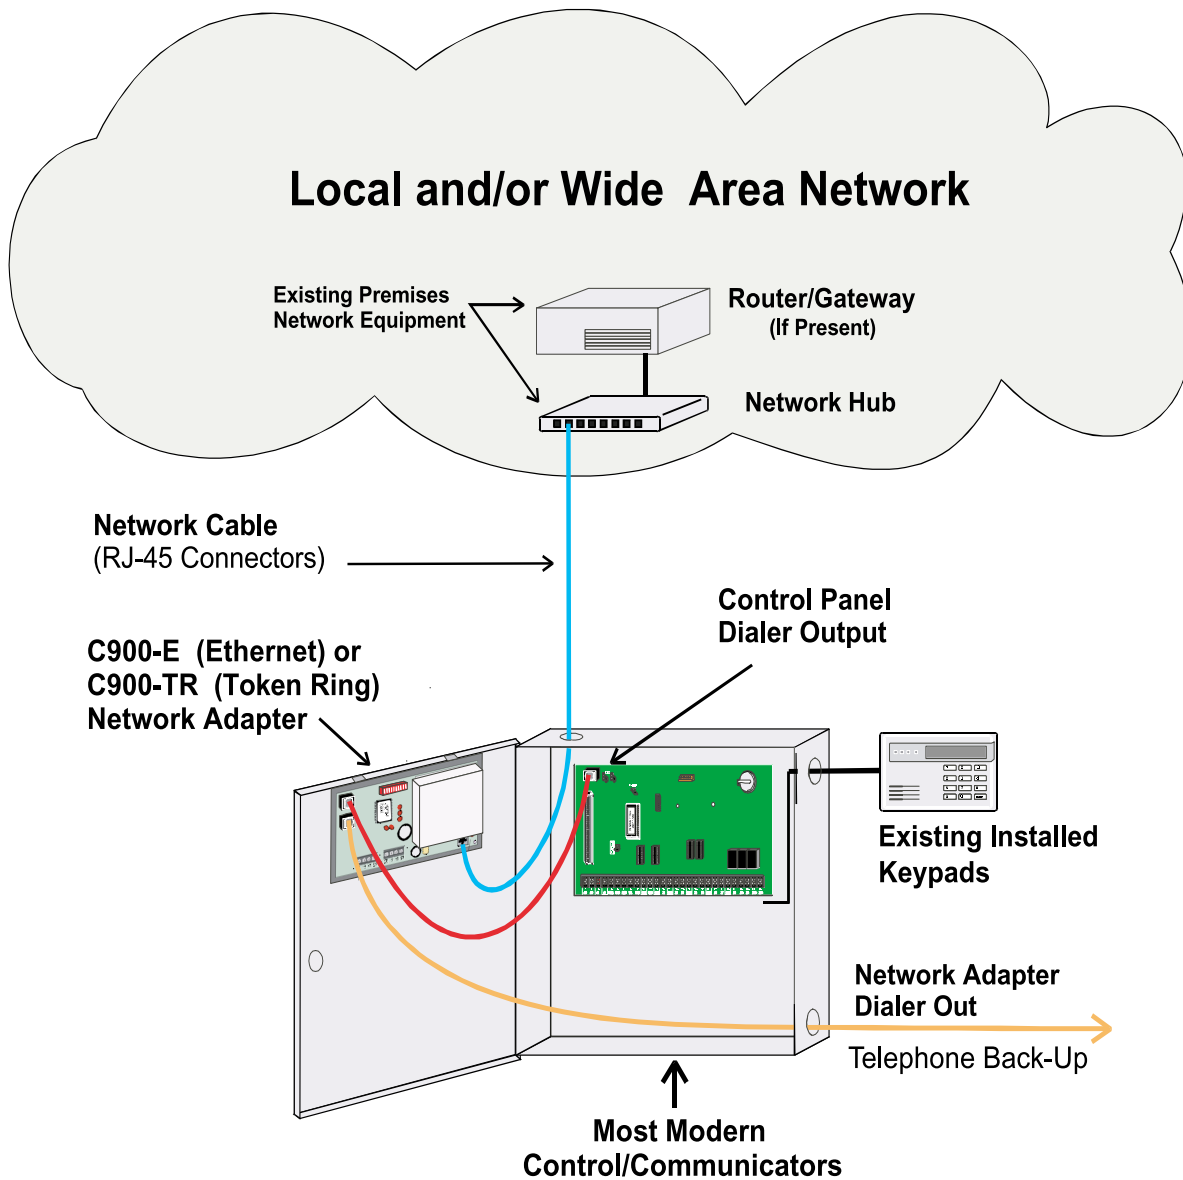 Local and/or Wide Area Network
Existing Premises
Network Equipment
Router/Gateway
(If Present)
Network Hub
Network Cable
(RJ-45 Connectors)
Control Panel
Dialer Output
C900-E (Ethernet) or
C900-TR (Token Ring)
Network Adapter
Existing Installed
Keypads
Network Adapter
Dialer Out
Telephone Back-Up
Most Modern
Control/Communicators